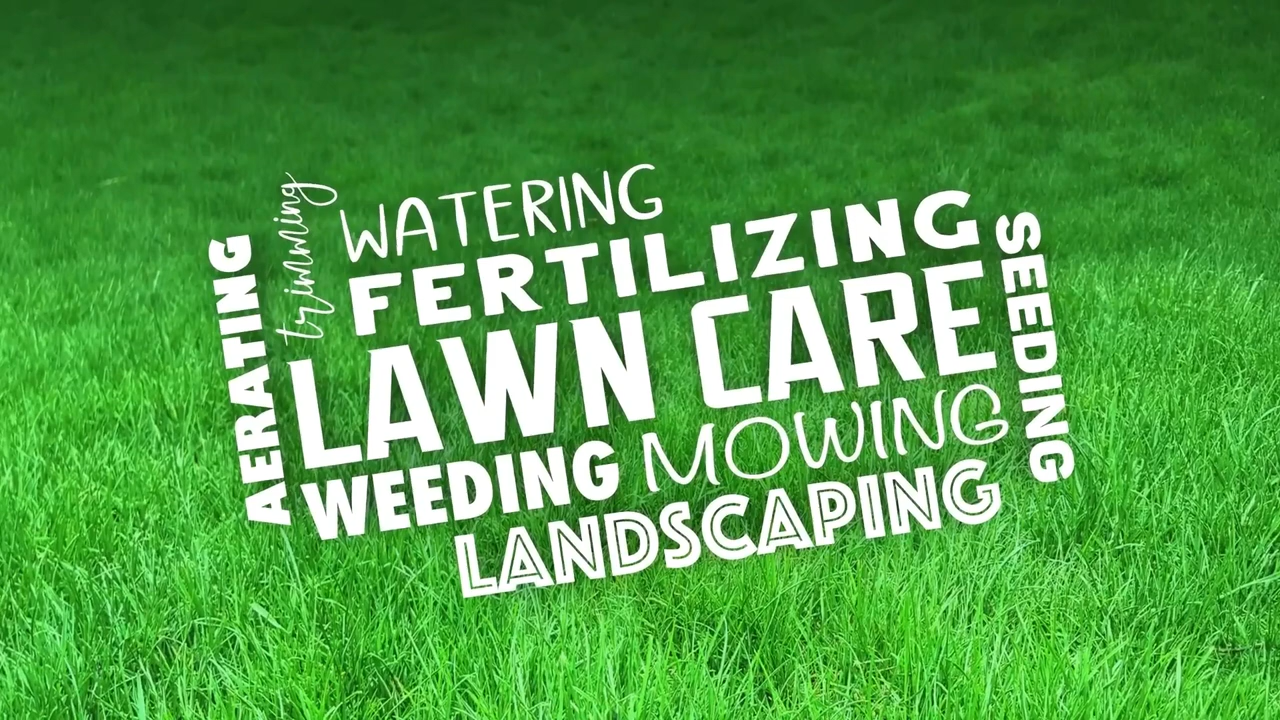 AERATING
trimming
WATERING
FERTILIZING
LAWN CARE
SEEDING
WEEDING MOWING
LANDSCAPING